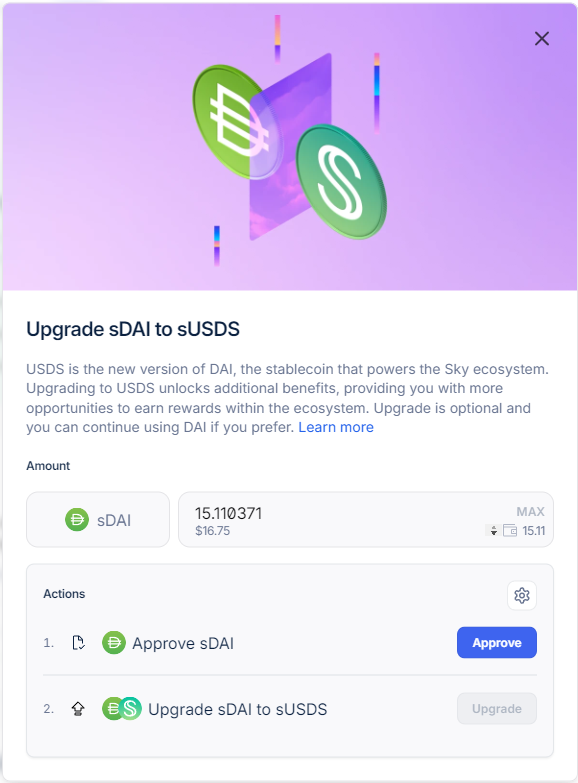 Upgrade sDAI to sUSDS
USDS is the new version of DAI, the stablecoin that powers the Sky ecosystem.
Upgrading to USDS unlocks additional benefits, providing you with more
opportunities to earn rewards within the ecosystem. Upgrade is optional and
you can continue using DAI if you prefer. Learn more
Amount
sDAI
15.110371
MAX
$16.75
15.11
Actions
1. Approve sDAI Approve
2. Upgrade sDAI to sUSDS Upgrade